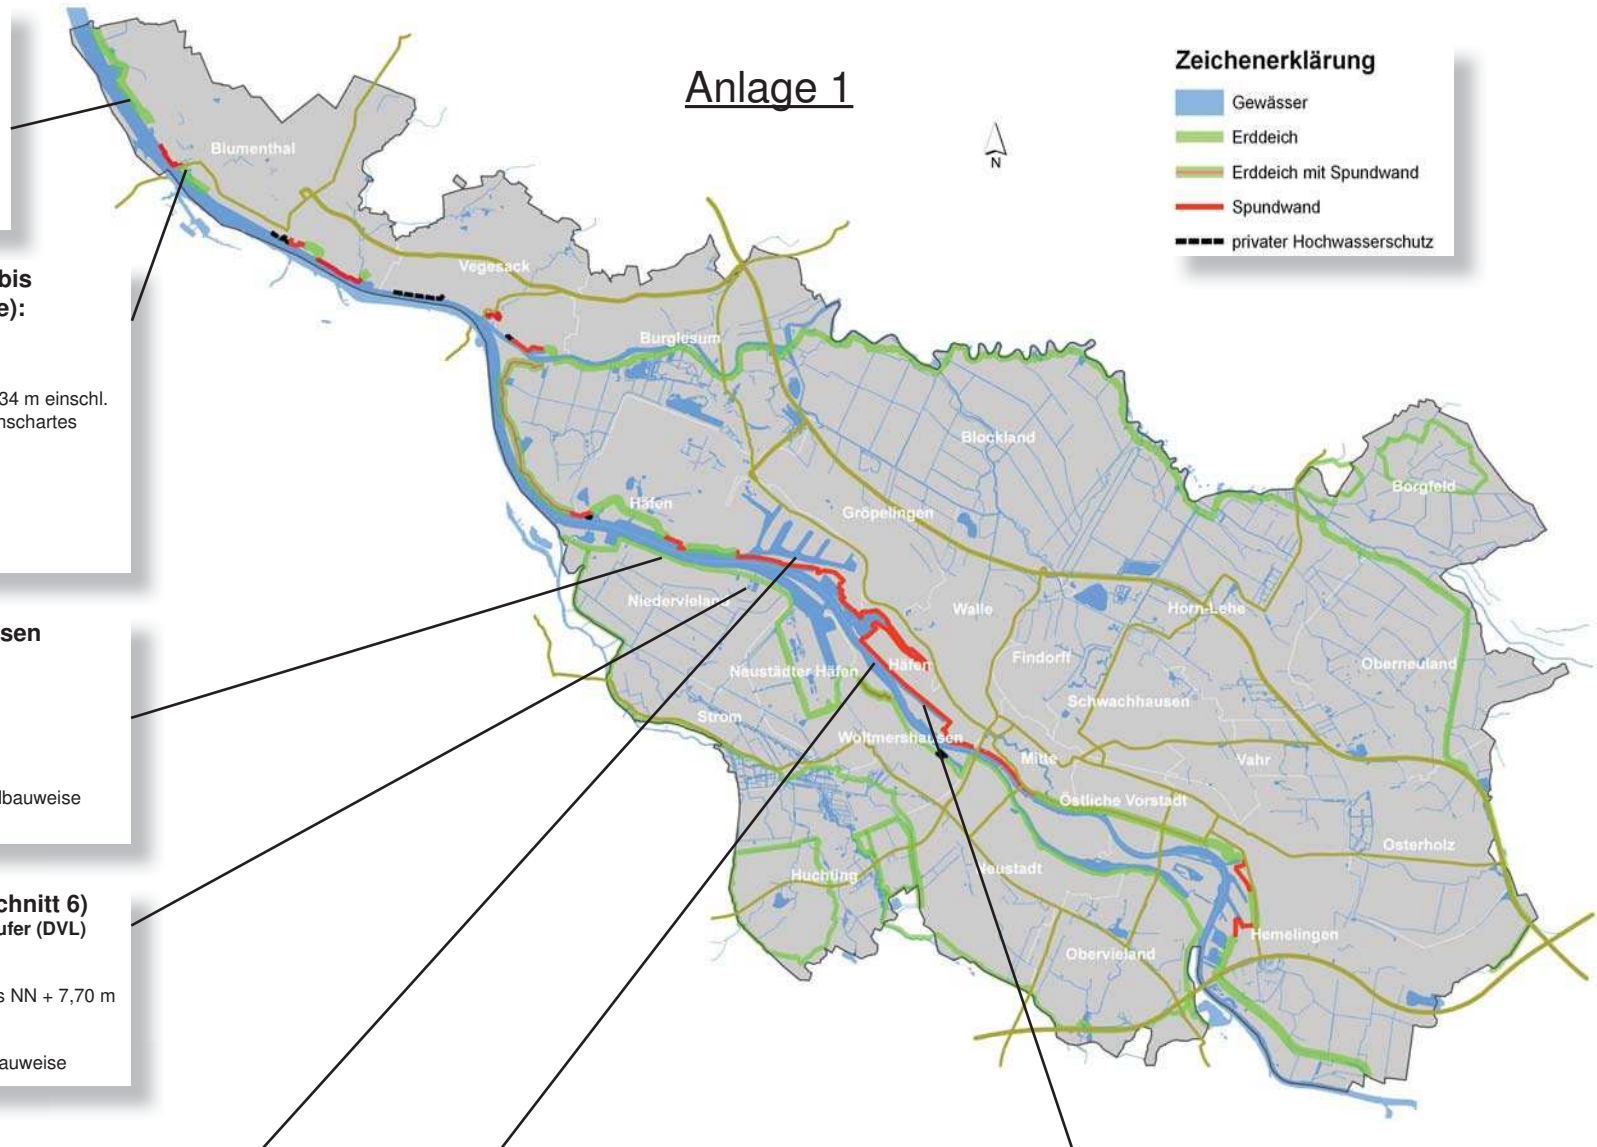 Anlage 1
Zeichenerklärung
Gewässer
Erddeich
Erddeich mit Spundwand
Spundwand
privater Hochwasserschutz
N
bis
e):
34 m einschl.
nschartes
sen
lbauweise
chnitt 6)
ufer (DVL)
s NN + 7,70 m
auweise
Blumenthal
Vegesack
Burglesum
Blockland
Borgfeld
Häfen
Gröpelingen
Niedervieland
Walle
Horn-Lehe
Neustädter Häfen
Häfen
Findorff
Oberneuland
Schwachhausen
Strom
Woltmershausen
Mitte
Vahr
Östliche Vorstadt
Osterholz
Huchting
Neustadt
Hemelingen
Obervieland